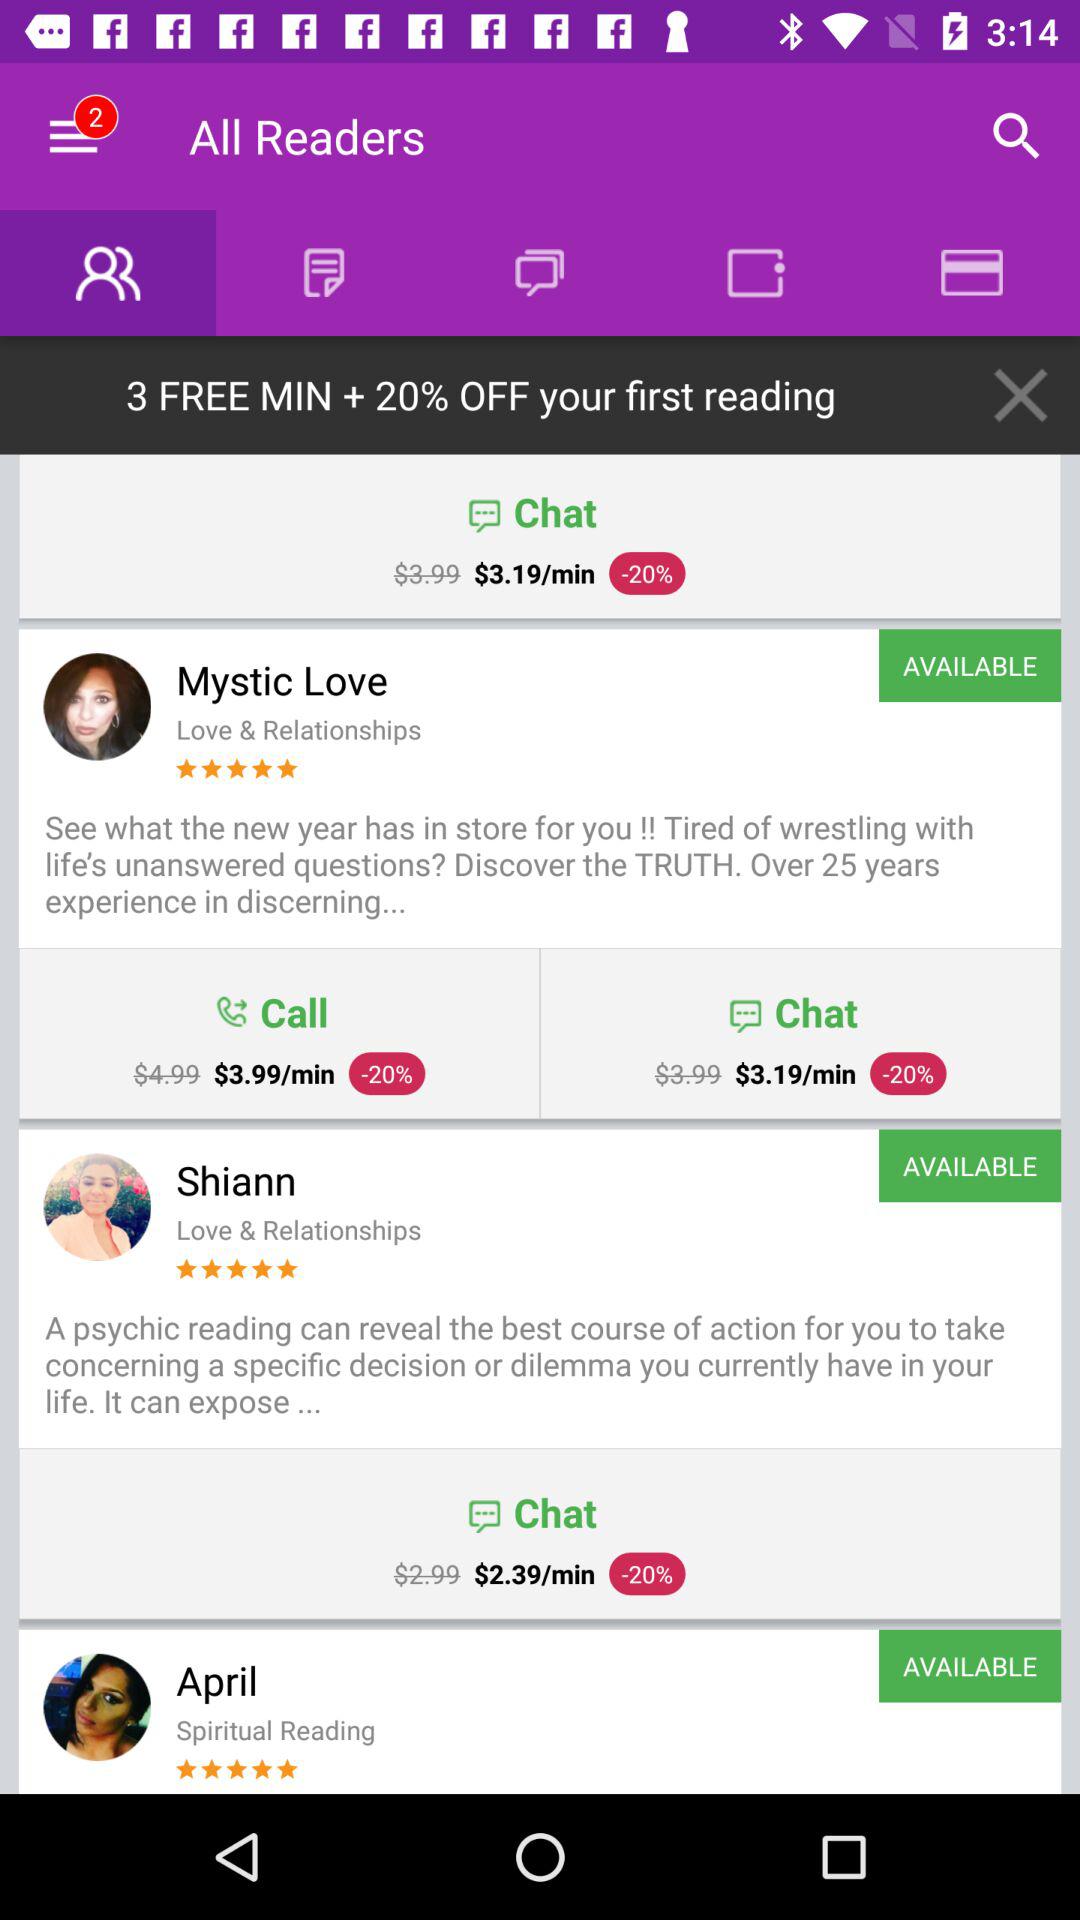 3:14
2
All Readers
3 FREE MIN + 20% OFF your first reading
Chat
$3.99 $3.19/min -20%
Mystic Love
AVAILABLE
Love & Relationships
See what the new year has in store for you !! Tired of wrestling with
life’s unanswered questions? Discover the TRUTH. Over 25 years
experience in discerning...
Call
$4.99 $3.99/min -20%
Chat
$3.99 $3.19/min -20%
Shiann
AVAILABLE
Love & Relationships
A psychic reading can reveal the best course of action for you to take
concerning a specific decision or dilemma you currently have in your
life. It can expose ...
Chat
$2.99 $2.39/min -20%
April
AVAILABLE
Spiritual Reading